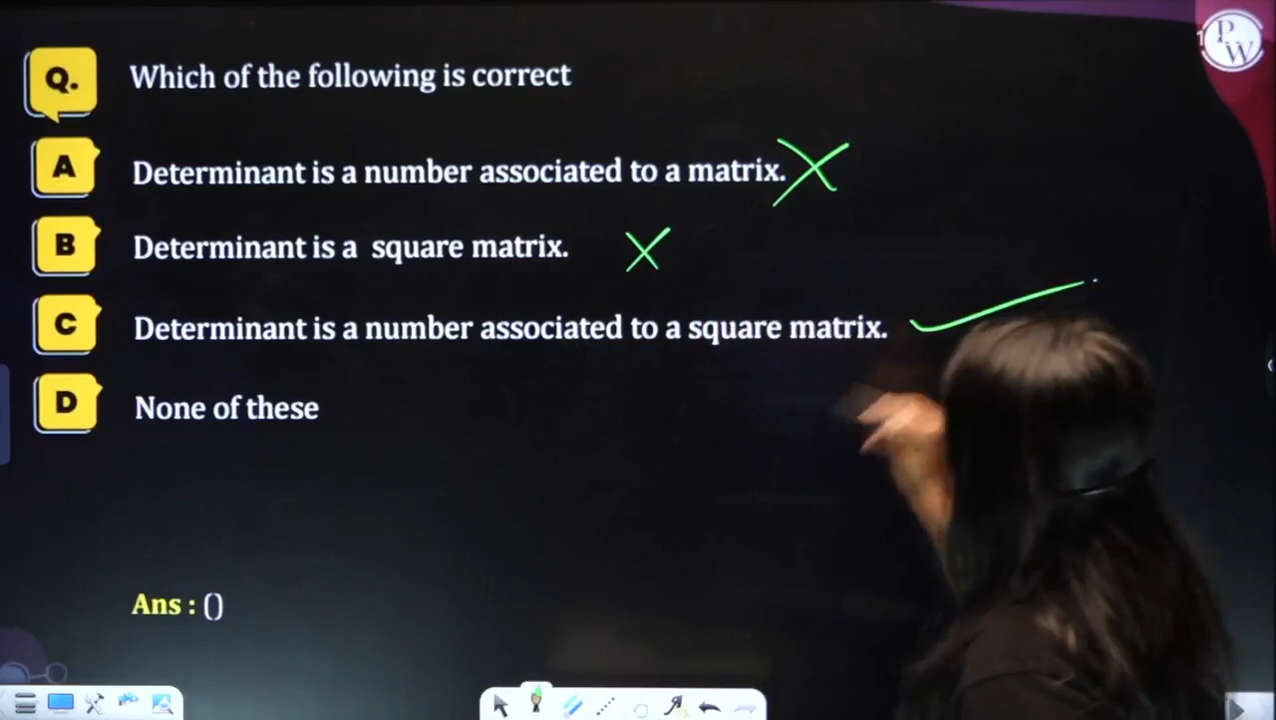 PW
Q. Which of the following is correct
A Determinant is a number associated to a matrix.
B Determinant is a square matrix.
C Determinant is a number associated to a square matrix.
D None of these
Ans : ()